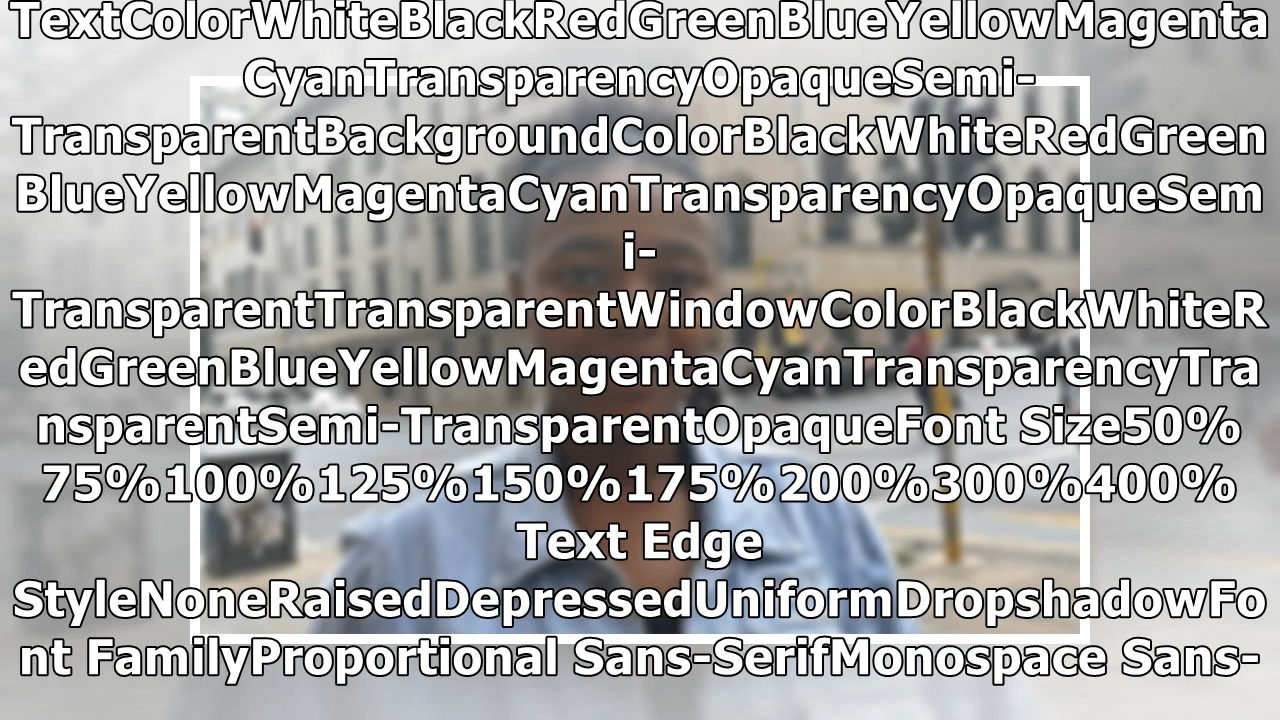 TextColorWhiteBlackRedGreenBlueYellowMagenta
CyanTransparencyOpaqueSemi-
TransparentBackgroundColorBlackWhiteRedGreen
BlueYellowMagentaCyanTransparencyOpaqueSem
i-
TransparentTransparentWindowColorBlackWhiteR
edGreenBlueYellowMagentaCyanTransparencyTra
nsparentSemi-TransparentOpaqueFont Size50%
75%100%125%150%175%200%300%400%
Text Edge
StyleNoneRaisedDepressedUniformDropshadowFo
nt FamilyProportional Sans-SerifMonospace Sans-